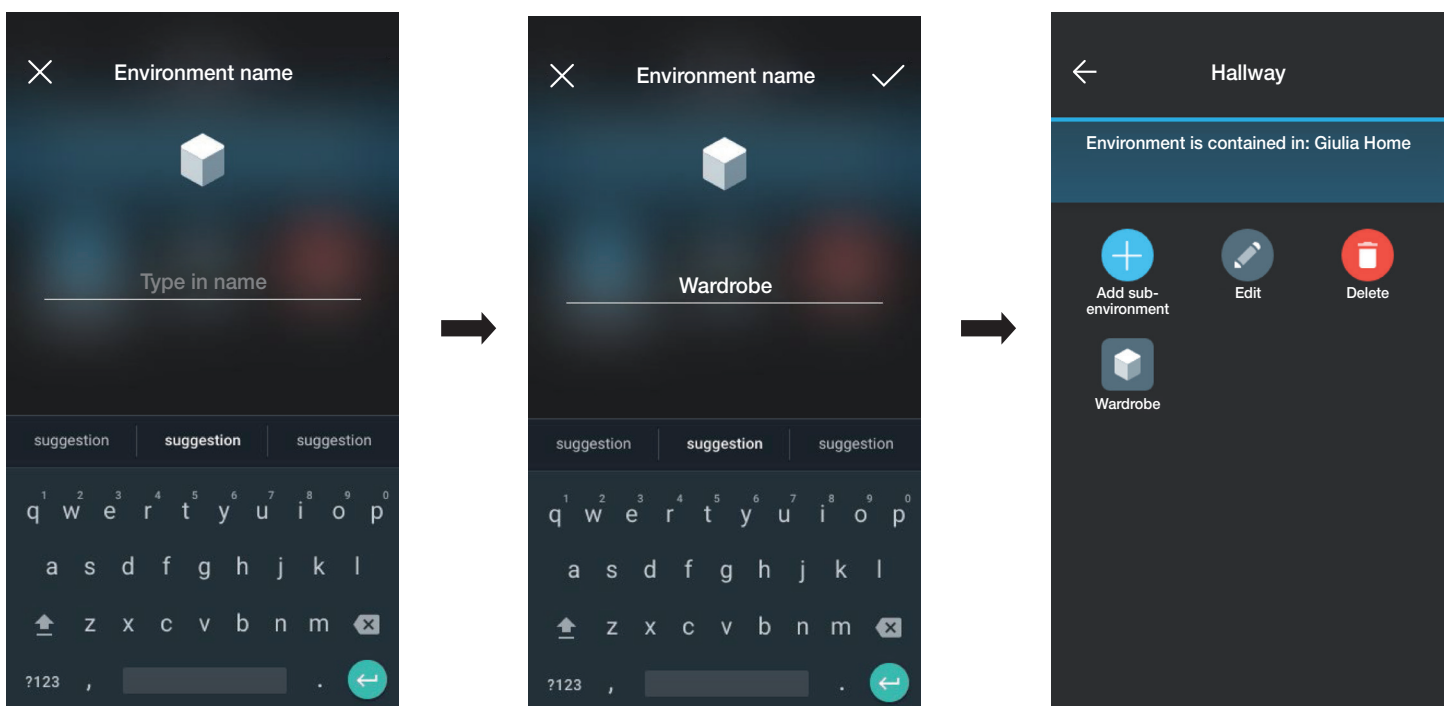 Environment name
Type in name
suggestion suggestion suggestion
1 2 3 4 5 6 7 8 9 0
q w e r t y u i o p
a s d f g h j k l
z x c v b n m
?123 , .
Environment name
Wardrobe
suggestion suggestion suggestion
1 2 3 4 5 6 7 8 9 0
q w e r t y u i o p
a s d f g h j k l
z x c v b n m
?123 , .
Hallway
Environment is contained in: Giulia Home
Add sub-
environment
Edit
Delete
Wardrobe